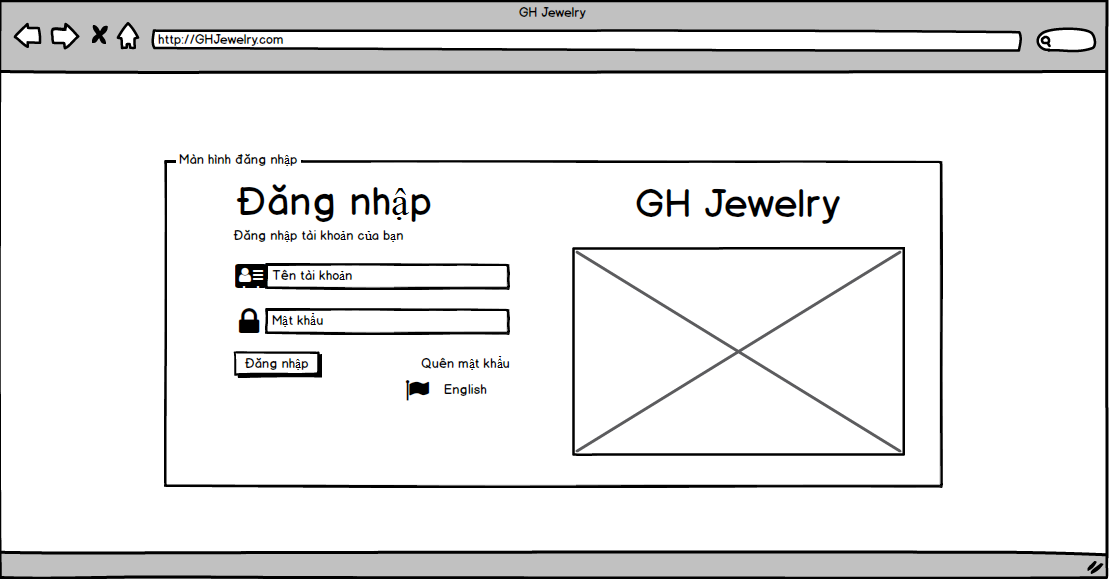 GH Jewelry
http://GHJewelry.com
Màn hình đăng nhập
Đăng nhập
Đăng nhập tài khoản của bạn
Tên tài khoản
Mật khẩu
Đăng nhập
Quên mật khẩu
English
GH Jewelry